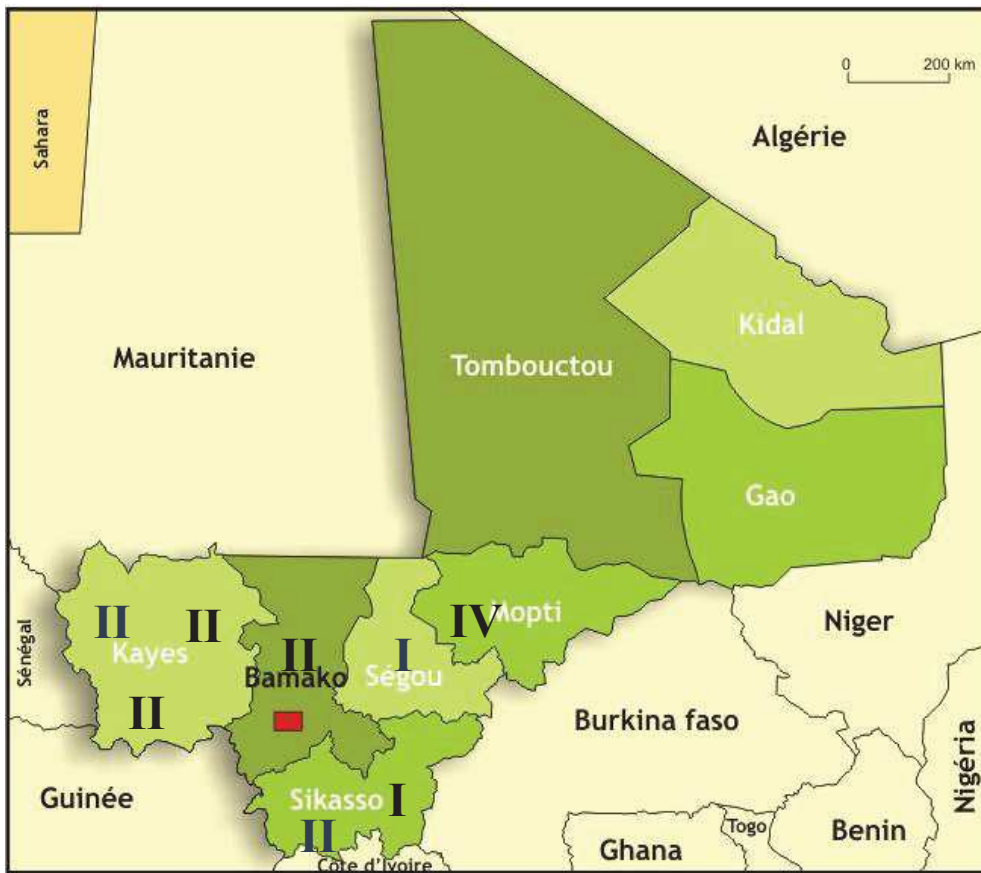 0 200 km
Sahara
Algérie
Kidal
Mauritanie
Tombouctou
Gao
II II IV Mopti
Niger
Sénégal
Kayes
II I
Bamako Ségou
II
Burkina faso
Nigéria
Guinée
Sikasso I
II
Togo
Benin
Ghana
Côte d'Ivoire